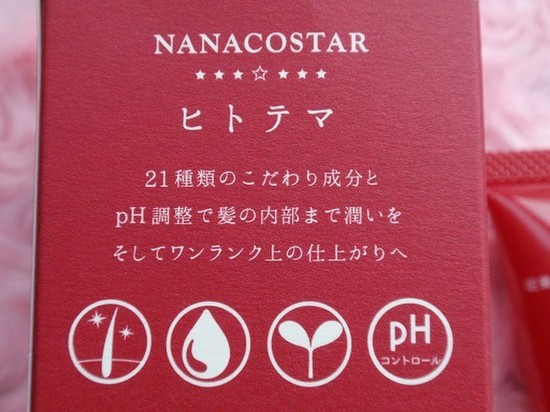 NANACOSTAR
★★★☆★★★
ヒトテマ
21種類のこだわり成分と
pH調整で髪の内部まで潤いを
そしてワンランク上の仕上がりへ
pH
コントロール